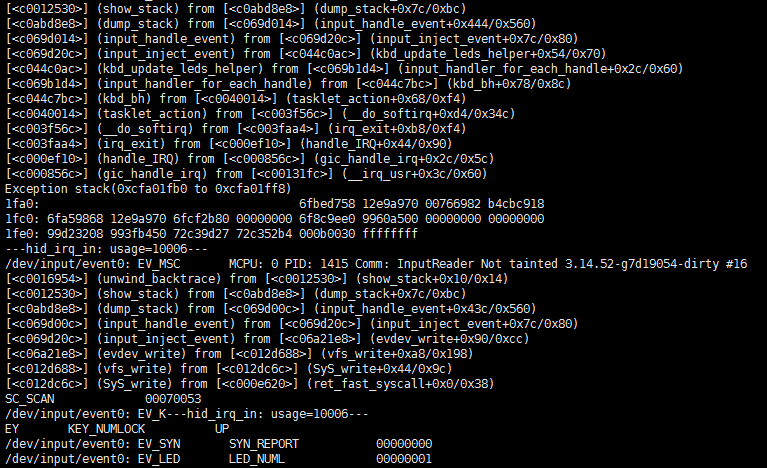 [<c0012530>] (show_stack) from [<c0abd8e8>] (dump_stack+0x7c/0xbc)
[<c0abd8e8>] (dump_stack) from [<c069d014>] (input_handle_event+0x444/0x560)
[<c069d014>] (input_handle_event) from [<c069d20c>] (input_inject_event+0x7c/0x80)
[<c069d20c>] (input_inject_event) from [<c044c0ac>] (kbd_update_leds_helper+0x54/0x70)
[<c044c0ac>] (kbd_update_leds_helper) from [<c069b1d4>] (input_handler_for_each_handle+0x2c/0x60)
[<c069b1d4>] (input_handler_for_each_handle) from [<c044c7bc>] (kbd_bh+0x78/0x8c)
[<c044c7bc>] (kbd_bh) from [<c0040014>] (tasklet_action+0x68/0xf4)
[<c0040014>] (tasklet_action) from [<c003f56c>] (__do_softirq+0xd4/0x34c)
[<c003f56c>] (__do_softirq) from [<c003faa4>] (irq_exit+0xb8/0xf4)
[<c003faa4>] (irq_exit) from [<c000ef10>] (handle_IRQ+0x44/0x90)
[<c000ef10>] (handle_IRQ) from [<c000856c>] (gic_handle_irq+0x2c/0x5c)
[<c000856c>] (gic_handle_irq) from [<c00131fc>] (__irq_usr+0x3c/0x60)
Exception stack(0xcfa01fb0 to 0xcfa01ff8)
1fa0:                                     6fbed758 12e9a970 00766982 b4cbc918
1fc0: 6fa59868 12e9a970 6fcf2b80 00000000 6f8c9ee0 9960a500 00000000 00000000
1fe0: 99d23208 993fb450 72c39d27 72c352b4 000b0030 ffffffff
---hid_irq_in: usage=10006---
/dev/input/event0: EV_MSC       MCPU: 0 PID: 1415 Comm: InputReader Not tainted 3.14.52-g7d19054-dirty #16
[<c0016954>] (unwind_backtrace) from [<c0012530>] (show_stack+0x10/0x14)
[<c0012530>] (show_stack) from [<c0abd8e8>] (dump_stack+0x7c/0xbc)
[<c0abd8e8>] (dump_stack) from [<c069d00c>] (input_handle_event+0x43c/0x560)
[<c069d00c>] (input_handle_event) from [<c069d20c>] (input_inject_event+0x7c/0x80)
[<c069d20c>] (input_inject_event) from [<c06a21e8>] (evdev_write+0x90/0xcc)
[<c06a21e8>] (evdev_write) from [<c012d688>] (vfs_write+0xa8/0x198)
[<c012d688>] (vfs_write) from [<c012dc6c>] (SyS_write+0x44/0x9c)
[<c012dc6c>] (SyS_write) from [<c000e620>] (ret_fast_syscall+0x0/0x38)
SC_SCAN             00070053
/dev/input/event0: EV_K---hid_irq_in: usage=10006---
EY       KEY_NUMLOCK          UP
/dev/input/event0: EV_SYN       SYN_REPORT           00000000
/dev/input/event0: EV_LED       LED_NUML             00000001